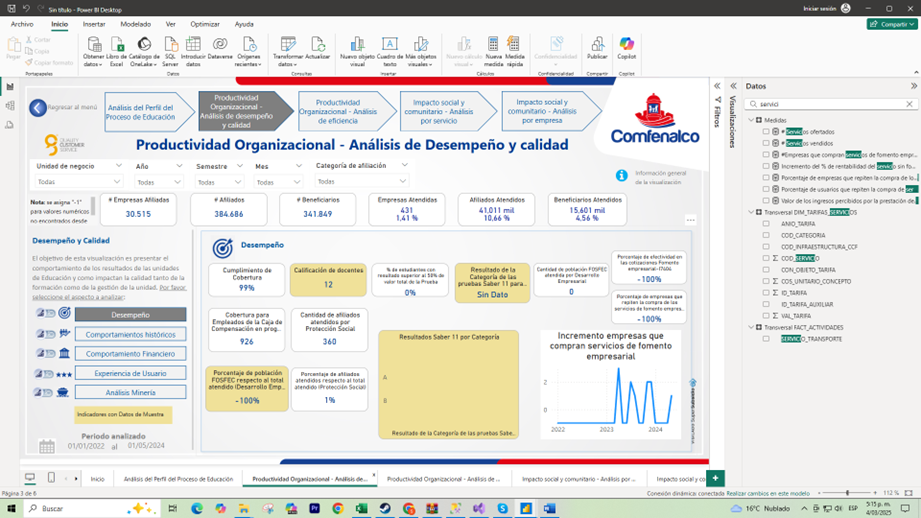 Sin título - Power BI Desktop
Iniciar sesión
Archivo Inicio Insertar Modelado Ver Optimizar Ayuda
Compartir
Pegar
Cortar
Copiar
Copiar formato
Portapapeles
Obtener datos
Libro de Excel
Catálogo de OneLake
SQL Server
Introducir datos
Dataverse
Orígenes recientes
Datos
Transformar datos
Actualizar
Consultas
Nuevo objeto visual
Cuadro de texto
Más objetos visuales
Insertar
Nuevo cálculo visual
Nueva medida
Medida rápida
Cálculos
Confidencialidad
Confidencialidad
Publicar
Compartir
Copilot
Copilot
Regresar al menú
Análisis del Perfil del Proceso de Educación
Productividad Organizacional - Análisis de desempeño y calidad
Productividad Organizacional - Análisis de eficiencia
Impacto social y comunitario - Análisis por servicio
Impacto social y comunitario - Análisis por empresa
Comfenalco
QUALITY CUSTOMER SERVICE
Productividad Organizacional - Análisis de Desempeño y calidad
Unidad de negocio
Todas
Año
Todas
Semestre
Todas
Mes
Todas
Categoría de afiliación
Todas
Información general de la visualización
Nota: se asigna "-1"
para valores numéricos
no encontrados desde
# Empresas Afiliadas
30.515
# Afiliados
384.686
# Beneficiarios
341.849
Empresas Atendidas
431
1,41 %
Afiliados Atendidos
41,011 mil
10,66 %
Beneficiarios Atendidos
15,601 mil
4,56 %
Desempeño y Calidad
El objetivo de esta visualización es presentar el
comportamiento de los resultados de las unidades
de Educación y como impactan la calidad tanto de la
formación como de la gestión de la unidad. Por favor
seleccione el aspecto a analizar:
Desempeño
Comportamientos históricos
Comportamiento Financiero
Experiencia de Usuario
Análisis Minería
Indicadores con Datos de Muestra
Periodo analizado
01/01/2022 al 01/05/2024
Desempeño
Cumplimiento de Cobertura
99%
Calificación de docentes
12
% de estudiantes con resultado superior al 50% de valor total de la Prueba
0%
Resultado de la Categoría de las pruebas Saber 11 para...
Sin Dato
Cantidad de población FOSFEC atendida por Desarrollo Empresarial
0
Porcentaje de efectividad en las cotizaciones Fomento
-100%
Porcentaje de empresas que repiten la compra de los servicios de fomento emp...
-100%
Cobertura para Empleados de la Caja de Compensación en prog...
926
Cantidad de afiliados atendidos por Protección Social
360
Porcentaje de población FOSFEC respecto al total atendido (Desarrollo Emp...
-100%
Porcentaje de afiliados atendidos respecto al total atendido (Protección Social)
1%
Resultados Saber 11 por Categoría
A
B
Resultado de la Categoría de las pruebas Sabe...
Incremento empresas que
compran servicios de fomento
empresarial
2
0
2022 2023 2024
Filtros
Visualizaciones
Datos
servici
Medidas
#Servicios ofertados
#Servicios vendidos
#Empresas que compran servicios de fomento empr...
Incremento del % de rentabilidad del servicio sin fo...
Porcentaje de empresas que repiten la compra de lo...
Porcentaje de usuarios que repiten la compra de ser
Valor de los ingresos percibidos por la prestación de
Transversal DIM_TARIFAS_SERVICIOS
ANIO_TARIFA
COD_CATEGORIA
COD_INFRAESTRUCTURA_CCF
COD_SERVICIO
CON_OBJETO_TARIFA
COS_UNITARIO_CONCEPTO
ID_TARIFA
ID_TARIFA_AUXILIAR
VAL_TARIFA
Transversal FACT_ACTIVIDADES
SERVICIO_TRANSPORTE
Inicio
Análisis del Perfil del Proceso de Educación
Productividad Organizacional - Análisis de...
Productividad Organizacional - Análisis de ...
Impacto social y comunitario - Análisis por ...
Impacto social y co
Página 3 de 8
Conexión dinámica: conectada Realizar cambios en este modelo
112 %
Buscar
16°C Nublado
ESP
5:15 p. m.
4/03/2025